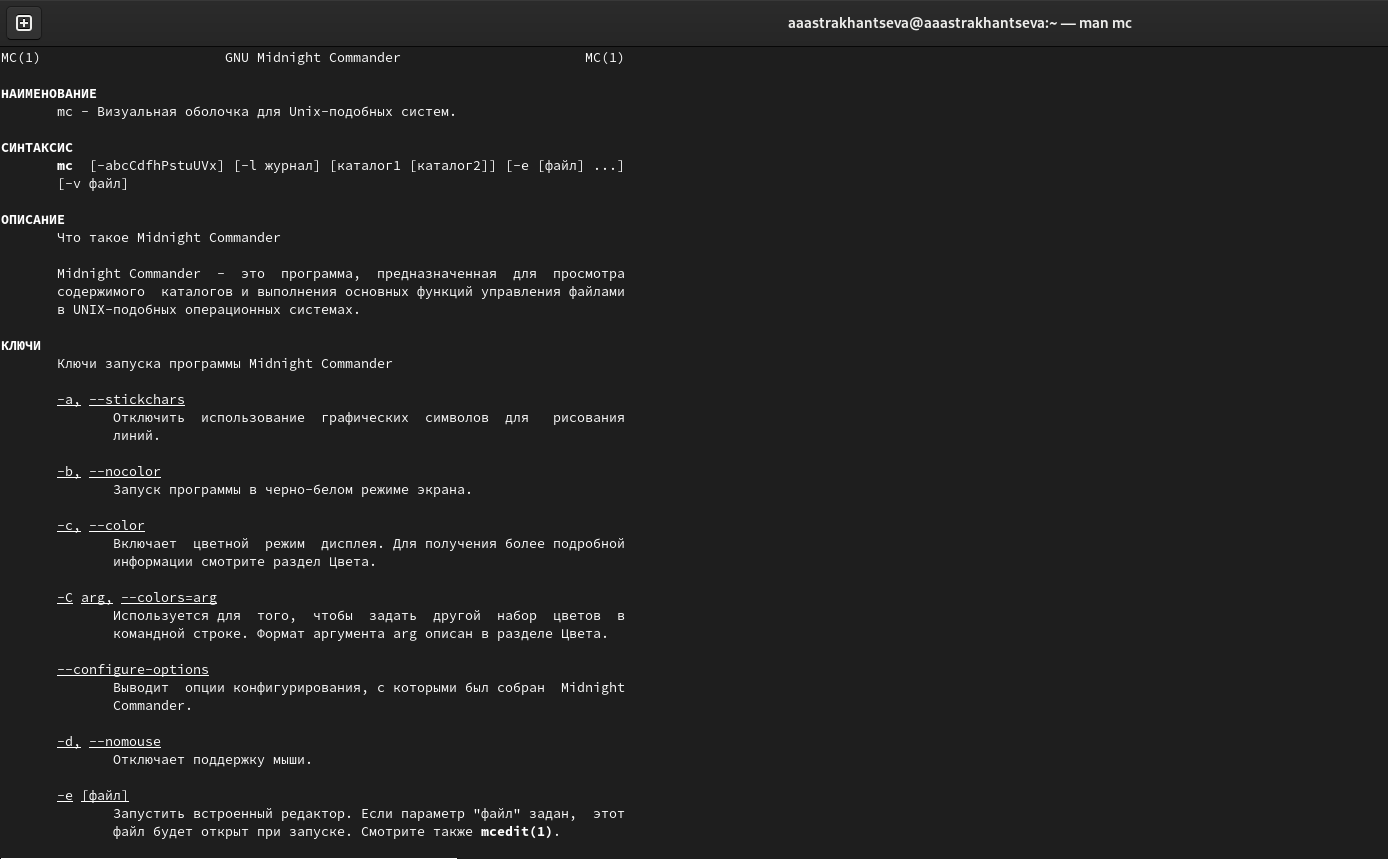 aaastrakhantseva@aaastrakhantseva:~ — man mc
MC(1) GNU Midnight Commander MC(1)
НАИМЕНОВАНИЕ
mc - Визуальная оболочка для Unix-подобных систем.
СИНТАКСИС
mc [-abcCdfhPstuUVx] [-l журнал] [каталог1 [каталог2]] [-e [файл] ...]
[-v файл]
ОПИСАНИЕ
Что такое Midnight Commander
Midnight Commander - это программа, предназначенная для просмотра
содержимого каталогов и выполнения основных функций управления файлами
в UNIX-подобных операционных системах.
КЛЮЧИ
Ключи запуска программы Midnight Commander
-a, --stickchars
Отключить использование графических символов для рисования
линий.
-b, --nocolor
Запуск программы в черно-белом режиме экрана.
-c, --color
Включает цветной режим дисплея. Для получения более подробной
информации смотрите раздел Цвета.
-C arg, --colors=arg
Используется для того, чтобы задать другой набор цветов в
командной строке. Формат аргумента arg описан в разделе Цвета.
--configure-options
Выводит опции конфигурирования, с которыми был собран Midnight
Commander.
-d, --nomouse
Отключает поддержку мыши.
-e [файл]
Запустить встроенный редактор. Если параметр "файл" задан, этот
файл будет открыт при запуске. Смотрите также mcedit(1).